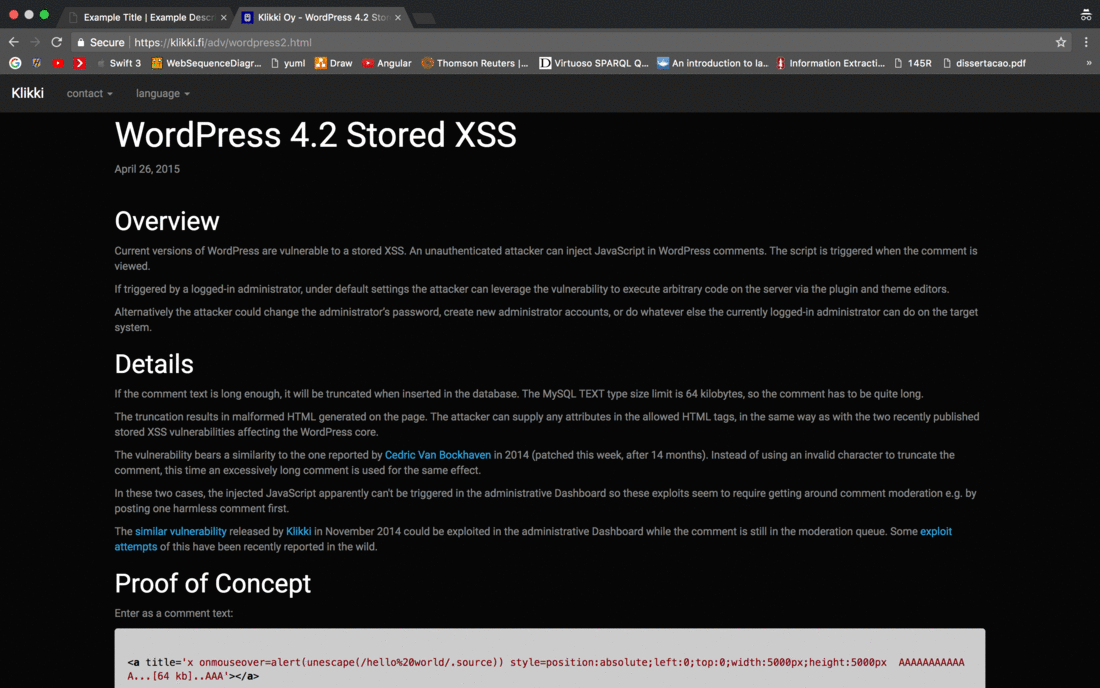 Example Title | Example Descr
Klikki Oy - WordPress 4.2 Sto
Secure | https://klikki.fi/adv/wordpress2.html
Swift 3 WebSequenceDiagr... yuml Draw Angular Thomson Reuters |... Virtuoso SPARQL Q... An introduction to la... Information Extracti... 145R dissertacao.pdf »
Klikki contact language
WordPress 4.2 Stored XSS
April 26, 2015
Overview
Current versions of WordPress are vulnerable to a stored XSS. An unauthenticated attacker can inject JavaScript in WordPress comments. The script is triggered when the comment is
viewed.
If triggered by a logged-in administrator, under default settings the attacker can leverage the vulnerability to execute arbitrary code on the server via the plugin and theme editors.
Alternatively the attacker could change the administrator's password, create new administrator accounts, or do whatever else the currently logged-in administrator can do on the target
system.
Details
If the comment text is long enough, it will be truncated when inserted in the database. The MySQL TEXT type size limit is 64 kilobytes, so the comment has to be quite long.
The truncation results in malformed HTML generated on the page. The attacker can supply any attributes in the allowed HTML tags, in the same way as with the two recently published
stored XSS vulnerabilities affecting the WordPress core.
The vulnerability bears a similarity to the one reported by Cedric Van Bockhaven in 2014 (patched this week, after 14 months). Instead of using an invalid character to truncate the
comment, this time an excessively long comment is used for the same effect.
In these two cases, the injected JavaScript apparently can't be triggered in the administrative Dashboard so these exploits seem to require getting around comment moderation e.g. by
posting one harmless comment first.
The similar vulnerability released by Klikki in November 2014 could be exploited in the administrative Dashboard while the comment is still in the moderation queue. Some exploit
attempts of this have been recently reported in the wild.
Proof of Concept
Enter as a comment text:
<a title='x onmouseover=alert(unescape(/hello%20world/.source)) style=position:absolute;left:0;top:0;width:5000px;height:5000px  AAAAAAAAAAA
A...[64 kb]..AAA'></a>